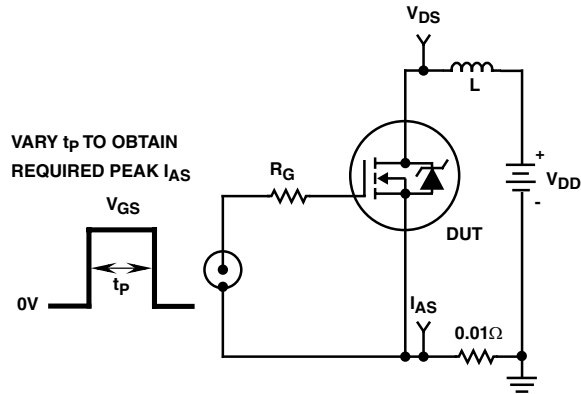 VDS
L
VARY tP TO OBTAIN
REQUIRED PEAK IAS
RG
+
VDD
-
VGS
DUT
tP
0V
IAS
0.01Ω